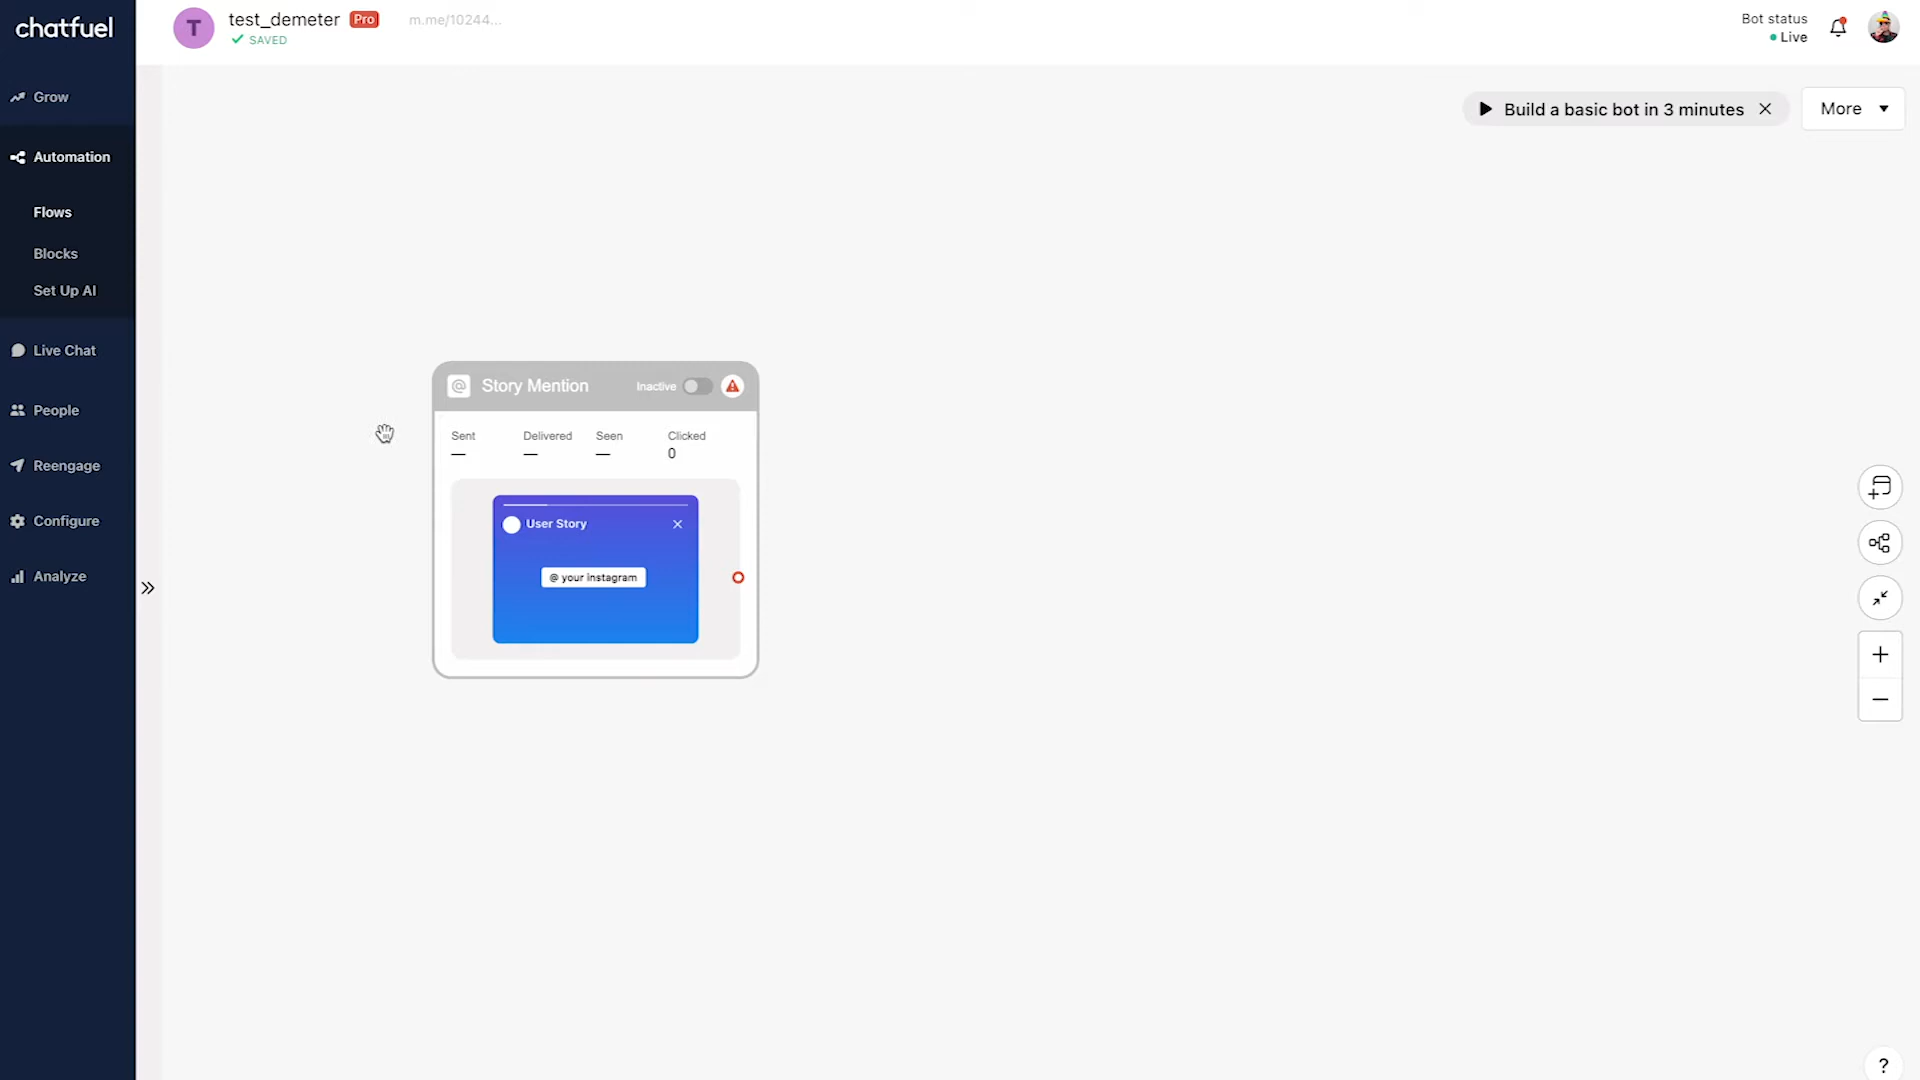 chatfuel
Grow
Automation
Flows
Blocks
Set Up AI
Live Chat
People
Reengage
Configure
Analyze
T
test_demeter Pro
SAVED
m.me/10244...
Bot status
Live
Build a basic bot in 3 minutes
More
Story Mention
Inactive
Sent Delivered Seen Clicked
— — — 0
User Story
@ your instagram
?